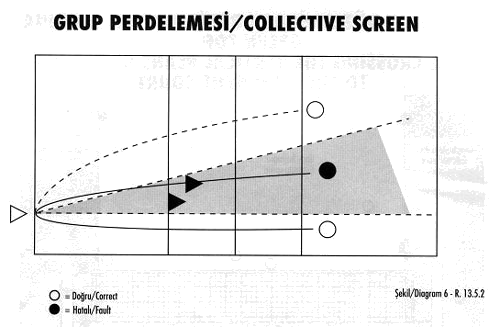 GRUP PERDELEMESİ/COLLECTIVE SCREEN
= Doğru/Correct
= Hatalı/Fault
Şekil/Diagram 6 - R. 13.5.2